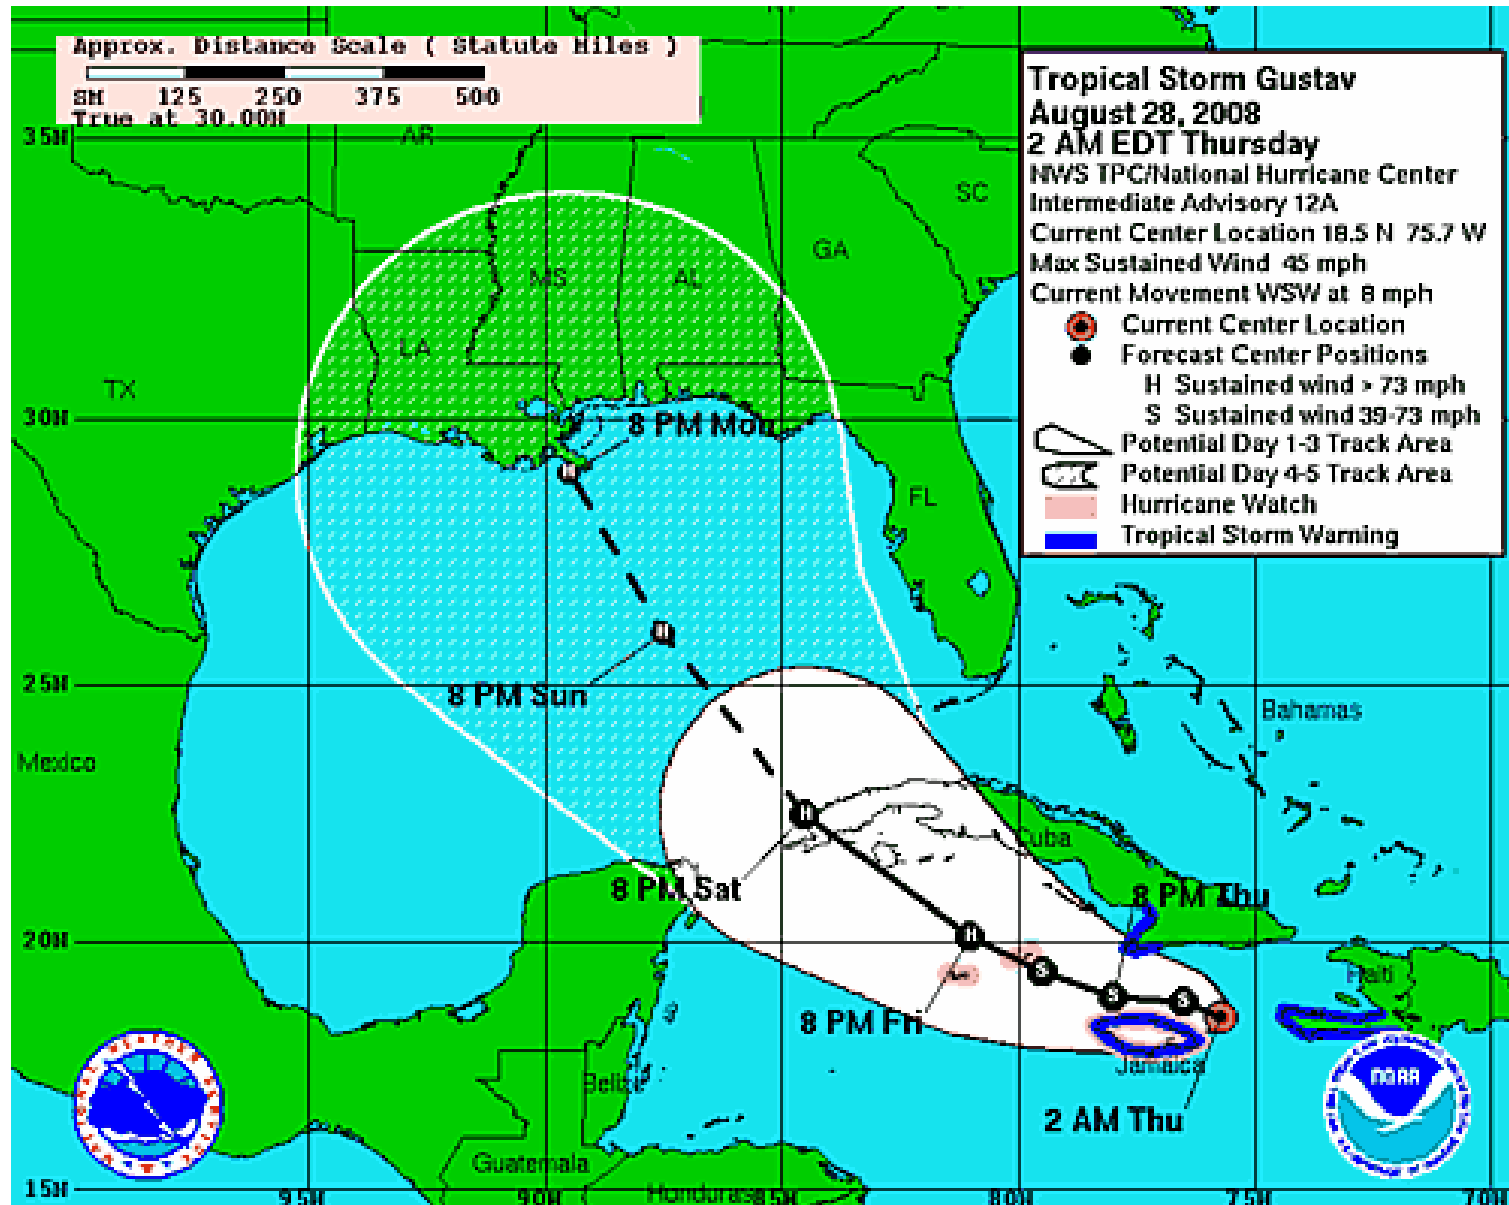 Approx. Distance Scale ( Statute Miles )
SM 125 250 375 500
True at 30.00N
Tropical Storm Gustav
August 28, 2008
2 AM EDT Thursday
NWS TPC/National Hurricane Center
Intermediate Advisory 12A
Current Center Location 18.5 N 75.7 W
Max Sustained Wind 45 mph
Current Movement WSW at 8 mph
Current Center Location
Forecast Center Positions
H Sustained wind > 73 mph
S Sustained wind 39-73 mph
Potential Day 1-3 Track Area
Potential Day 4-5 Track Area
Hurricane Watch
Tropical Storm Warning
35N
AR
SC
GA
MS
AL
LA
TX
30N
8 PM Mon
FL
H
H
25N
8 PM Sun
Bahamas
Mexico
H
Cuba
8 PM Sat
8 PM Thu
20N
H
S
S
S
Haiti
8 PM Fri
Jamaica
Belize
2 AM Thu
NOAA
Guatemala
Honduras
15N
95W 90W 85W 80W 75W 70W